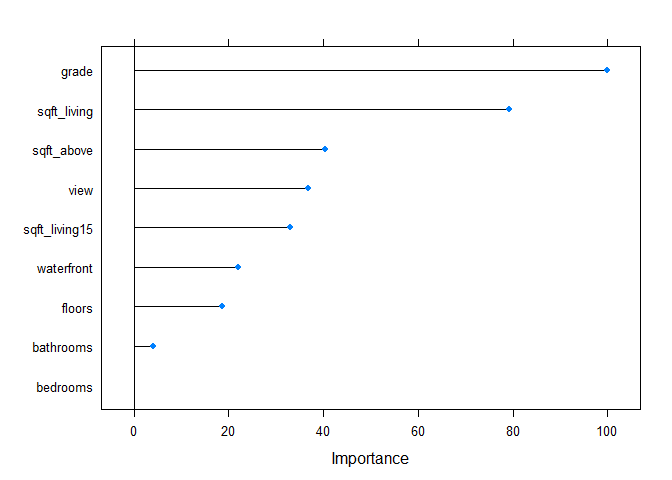 grade
sqft_living
sqft_above
view
sqft_living15
waterfront
floors
bathrooms
bedrooms
0 20 40 60 80 100
Importance